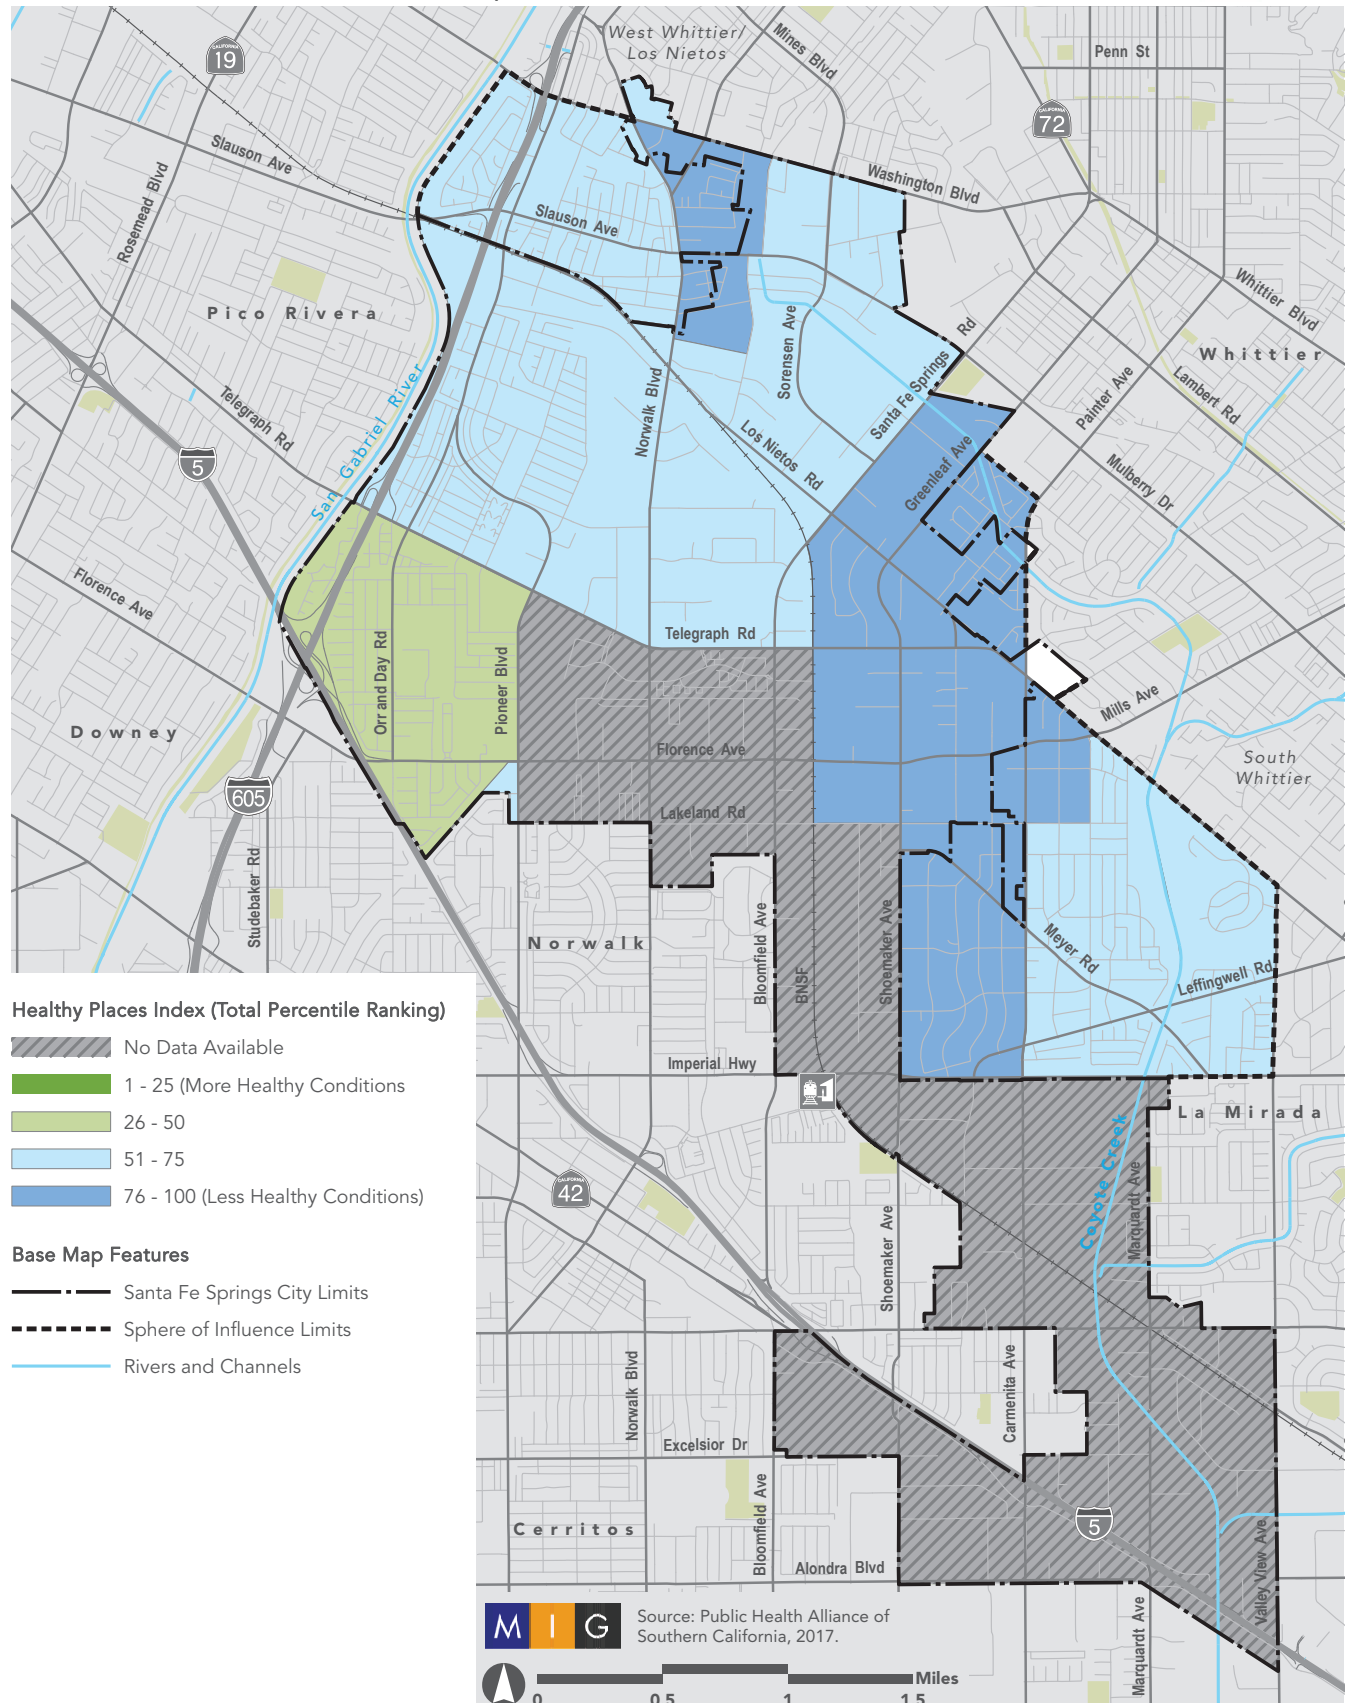 West Whittier/
Los Nietos
Mines Blvd
Penn St
CALIFORNIA
19
CALIFORNIA
72
Slauson Ave
Rosemead Blvd
Washington Blvd
Slauson Ave
Whittier Blvd
Pico Rivera
Whittier
Sorensen Ave
Santa Fe Springs Rd
Painter Ave
Lambert Rd
Norwalk Blvd
Telegraph Rd
San Gabriel River
Los Nietos Rd
Greenleaf Ave
Mulberry Dr
5
Florence Ave
Telegraph Rd
Orr and Day Rd
Pioneer Blvd
Mills Ave
Downey
Florence Ave
South
Whittier
605
Lakeland Rd
Studebaker Rd
Norwalk
Bloomfield Ave
BNSF
Shoemaker Ave
Meyer Rd
Leffingwell Rd
Imperial Hwy
La Mirada
Coyote Creek
Marquardt Ave
CALIFORNIA
42
Shoemaker Ave
Norwalk Blvd
Carmenita Ave
Excelsior Dr
Bloomfield Ave
Cerritos
5
Valley View Ave
Alondra Blvd
Marquardt Ave
Healthy Places Index (Total Percentile Ranking)
No Data Available
1 - 25 (More Healthy Conditions
26 - 50
51 - 75
76 - 100 (Less Healthy Conditions)
Base Map Features
Santa Fe Springs City Limits
Sphere of Influence Limits
Rivers and Channels
M I G
Source: Public Health Alliance of
Southern California, 2017.
Miles
0 0.5 1 1.5